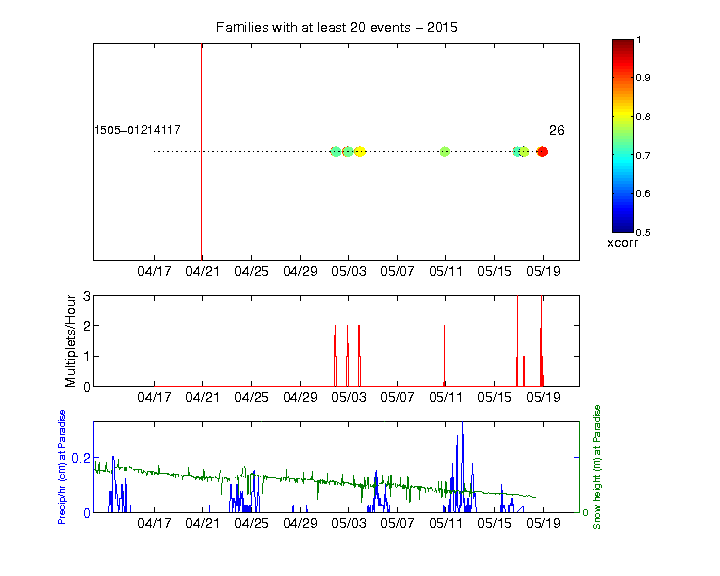 Families with at least 20 events − 2015
1505−01214117
26
04/17 04/21 04/25 04/29 05/03 05/07 05/11 05/15 05/19
1
0.9
0.8
0.7
0.6
0.5
xcorr
Multiplets/Hour
3
2
1
0
04/17 04/21 04/25 04/29 05/03 05/07 05/11 05/15 05/19
Precip/hr (cm) at Paradise
0.2
0
0
Snow height (m) at Paradise
04/17 04/21 04/25 04/29 05/03 05/07 05/11 05/15 05/19